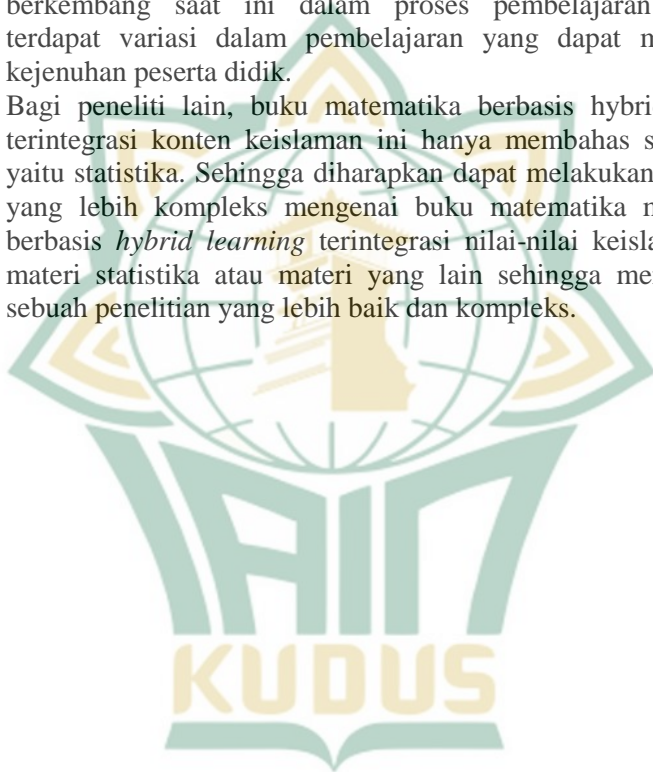 berkembang saat ini dalam proses pembelajaran
terdapat variasi dalam pembelajaran yang dapat
kejenuhan peserta didik.
Bagi peneliti lain, buku matematika berbasis
terintegrasi konten keislaman ini hanya membahas
yaitu statistika. Sehingga diharapkan dapat melakukan
yang lebih kompleks mengenai buku matematika
berbasis hybrid learning terintegrasi nilai-nilai
materi statistika atau materi yang lain sehingga
sebuah penelitian yang lebih baik dan kompleks.
IAIN
KUDUS